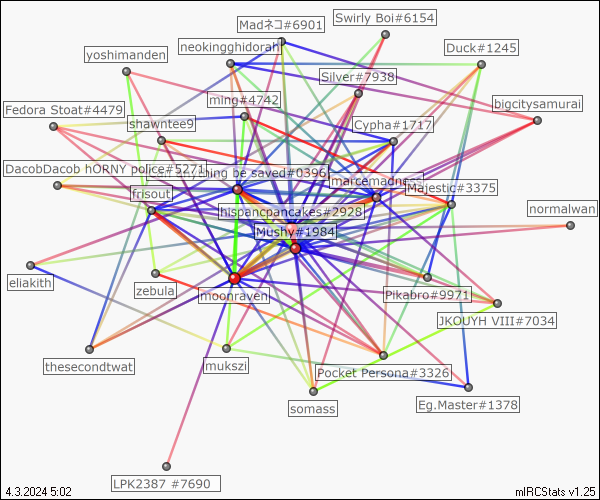 Swirly Boi#6154
Madネコ#6901
neokingghidorah
Duck#1245
yoshimanden
Silver#7938
ming#4742
bigcitysamurai
Fedora Stoat#4479
shawntee9
Cypha#1717
DacobDacob hORNY police#5271
thing be saved#0396
marcemadness
Majestic#3375
frisout
hispancpancakes#2928
normalwan
Mushy#1984
eliakith
zebula
moonraven
Pikabro#9971
JKOUYH VIII#7034
thesecondtwat
mukszi
Pocket Persona#3326
somass
Eg.Master#1378
LPK2387 #7690
4.3.2024 5:02
mIRCStats v1.25